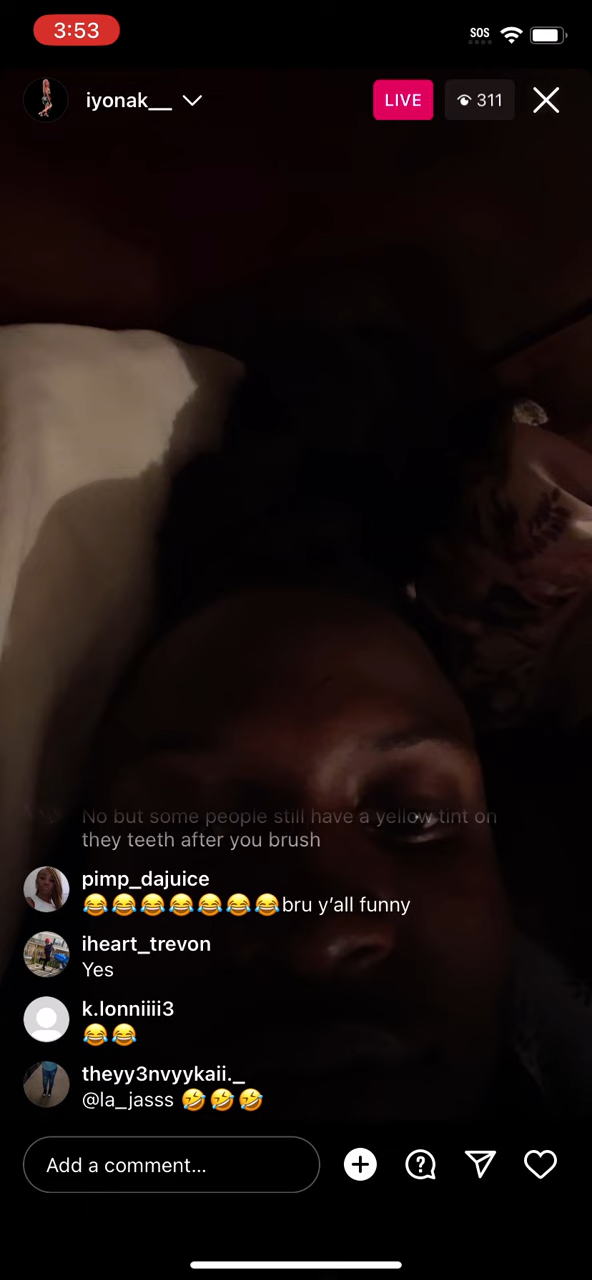 3:53
SOS
iyonak__
LIVE
311
No but some people still have a yellow tint on
they teeth after you brush
pimp_dajuice
😂😂😂😂😂😂😂bru y'all funny
iheart_trevon
Yes
k.lonniiii3
😂😂
theyy3nvyykaii._
@la_jasss 🤣🤣🤣
Add a comment...